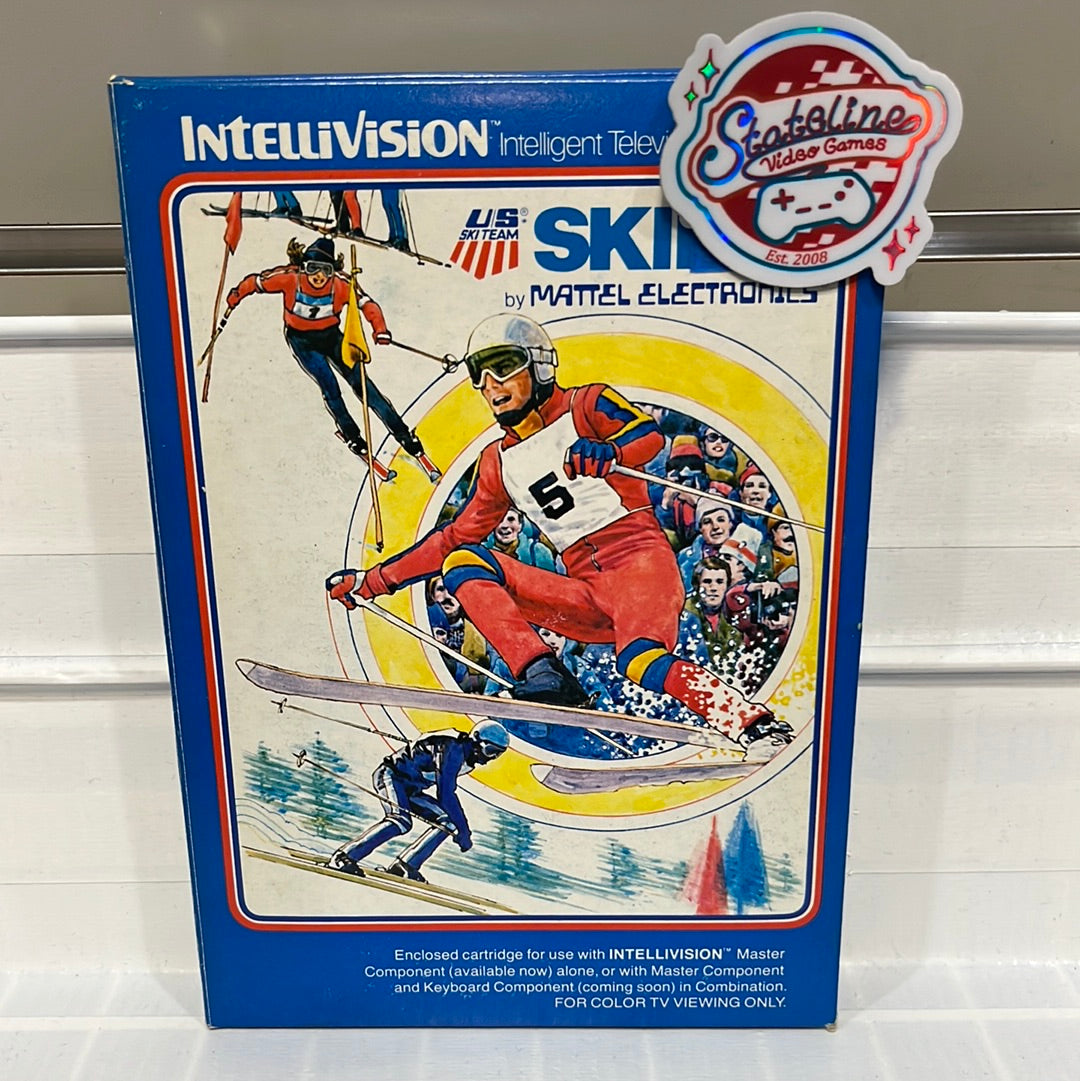 INTELLIVISION™ Intelligent Televi
Stateline
Video Games
Est. 2008
US®
SKI TEAM
SKI
by MATTEL ELECTRONICS
1
5
Enclosed cartridge for use with INTELLIVISION™ Master
Component (available now) alone, or with Master Component
and Keyboard Component (coming soon) in Combination.
FOR COLOR TV VIEWING ONLY.